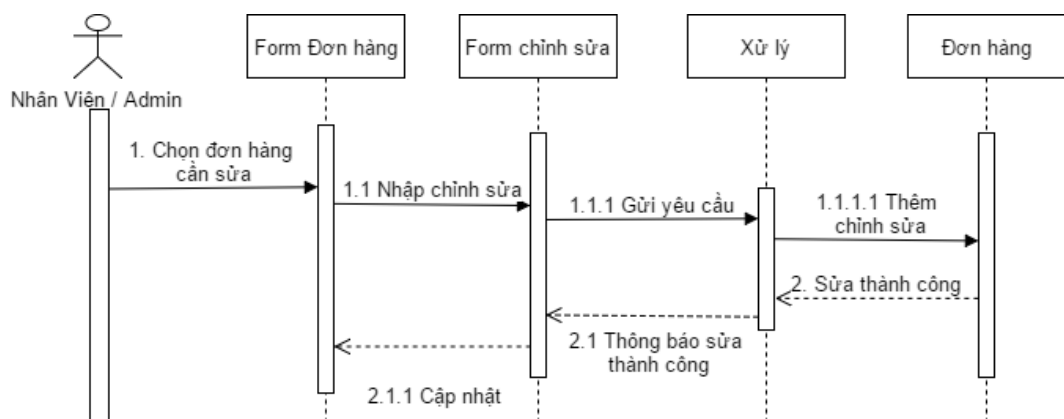 Form Đơn hàng
Form chỉnh sửa
Xử lý
Đơn hàng
Nhân Viên / Admin
1. Chọn đơn hàng
cần sửa
1.1 Nhập chỉnh sửa
1.1.1 Gửi yêu cầu
1.1.1.1 Thêm
chỉnh sửa
2. Sửa thành công
2.1 Thông báo sửa
thành công
2.1.1 Cập nhật